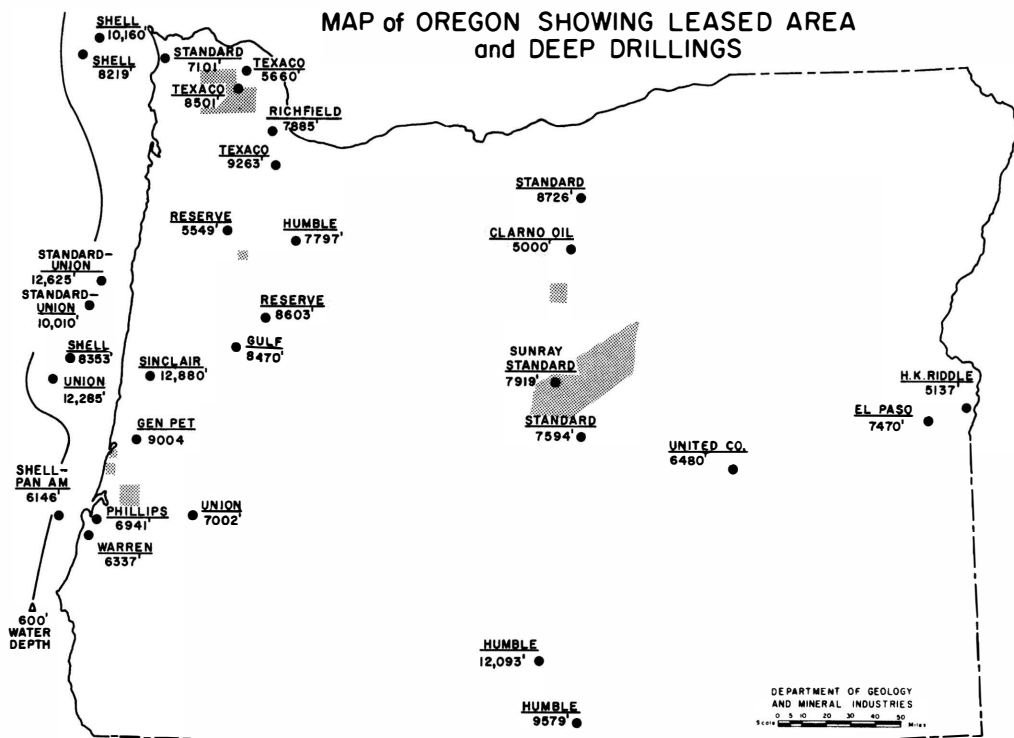 MAP of OREGON SHOWING LEASED AREA
and DEEP DRILLINGS
SHELL
10,160'
SHELL
8219'
STANDARD
7101'
TEXACO
5660'
TEXACO
8501'
RICHFIELD
7885'
TEXACO
9263'
STANDARD
8726'
RESERVE
5549'
HUMBLE
7797'
CLARNO OIL
5000'
STANDARD-
UNION
12,625'
STANDARD-
UNION
10,010'
RESERVE
8603'
GULF
8470'
SHELL
8353'
SINCLAIR
12,880'
UNION
12,285'
SUNRAY
STANDARD
7919'
H.K.RIDDLE
5137'
EL PASO
7470'
GEN PET
9004
STANDARD
7594'
UNITED CO.
6480'
SHELL-
PAN AM
6146'
PHILLIPS
6941'
UNION
7002'
WARREN
6337'
600'
WATER
DEPTH
HUMBLE
12,093'
HUMBLE
9579'
DEPARTMENT OF GEOLOGY
AND MINERAL INDUSTRIES
0 5 10 20 30 40 50
Scale Miles